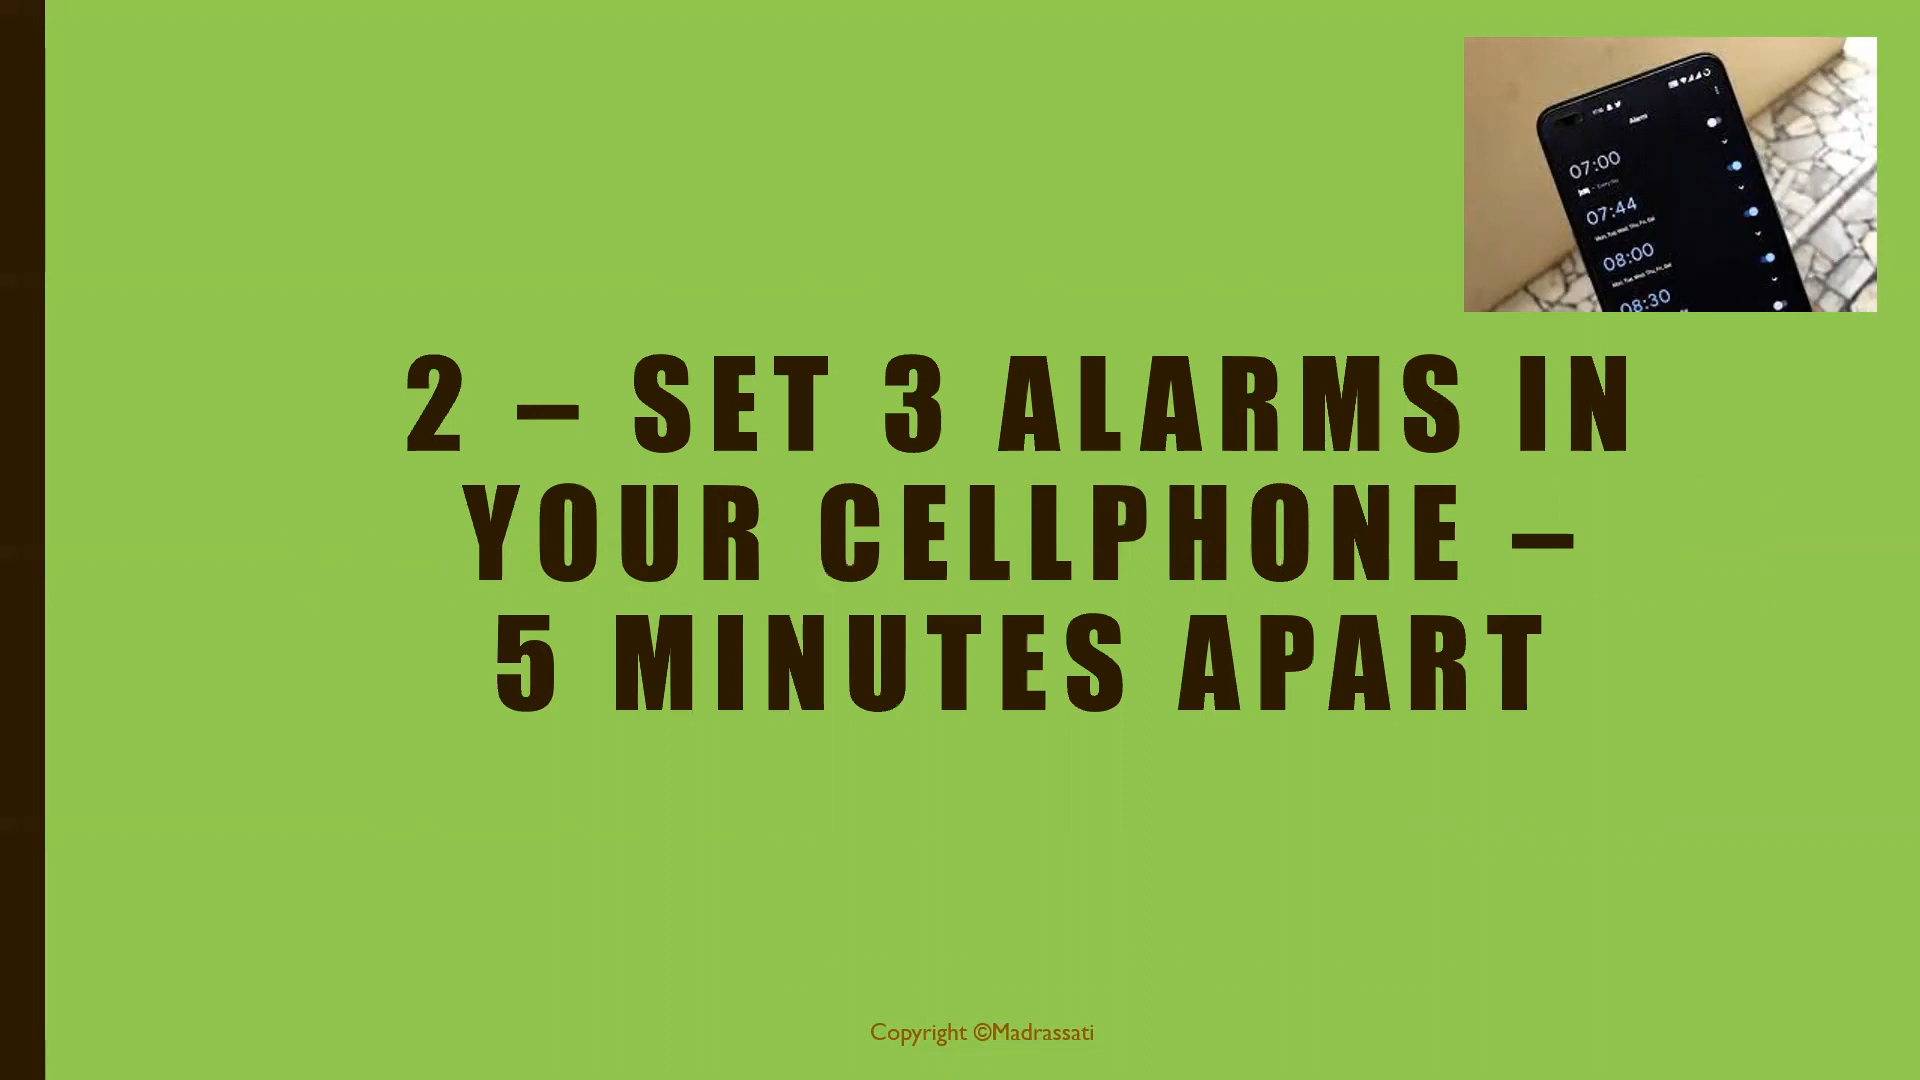 07:00
07:44
08:00
08:30
2 – SET 3 ALARMS IN
YOUR CELLPHONE –
5 MINUTES APART
Copyright ©Madrassati